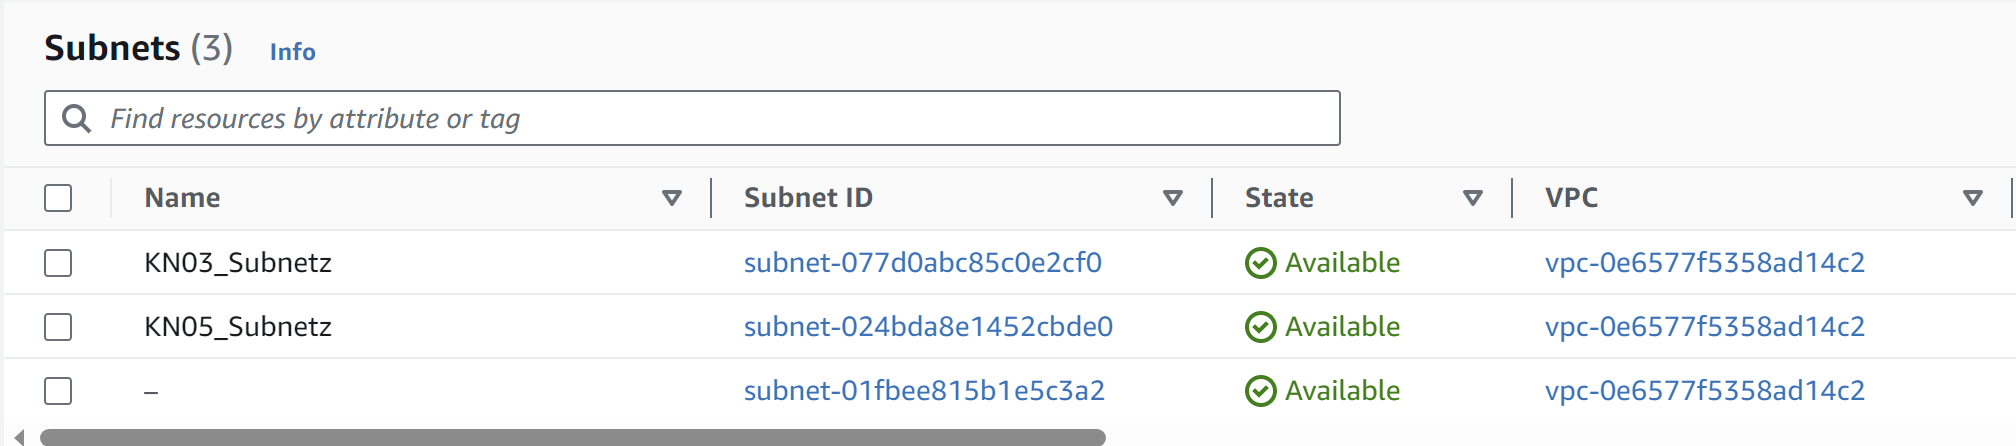 Subnets (3) Info
Find resources by attribute or tag
Name Subnet ID State VPC
KN03_Subnetz subnet-077d0abc85c0e2cf0 Available vpc-0e6577f5358ad14c2
KN05_Subnetz subnet-024bda8e1452cbde0 Available vpc-0e6577f5358ad14c2
– subnet-01fbee815b1e5c3a2 Available vpc-0e6577f5358ad14c2